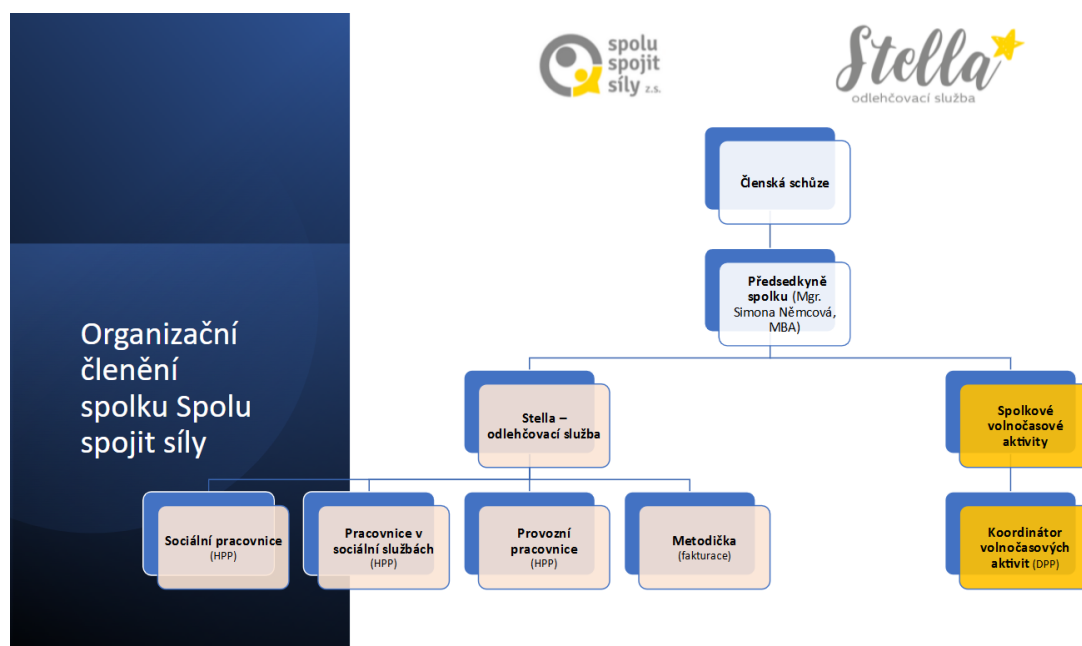 spolu
spojit
síly z.s.
Stella
odlehčovací služba
Organizační
členění
spolku Spolu
spojit síly
Členská schůze
Předsedkyně
spolku (Mgr.
Simona Němcová,
MBA)
Stella –
odlehčovací služba
Spolkové
volnočasové
aktivity
Sociální pracovnice
(HPP)
Pracovnice v
sociální službách
(HPP)
Provozní
pracovnice
(HPP)
Metodička
(fakturace)
Koordinátor
volnočasových
aktivit (DPP)